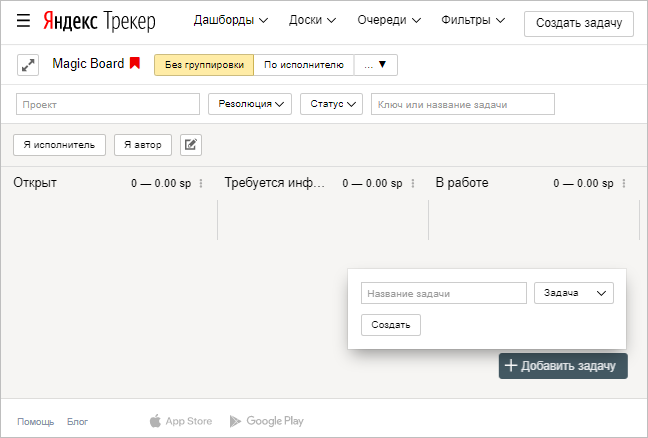 Яндекс Трекер Дашборды Доски Очереди Фильтры Создать задачу
Magic Board Без группировки По исполнителю ... ▼
Проект Резолюция Статус Ключ или название задачи
Я исполнитель Я автор
Открыт 0 — 0.00 sp Требуется инф... 0 — 0.00 sp В работе 0 — 0.00 sp
Название задачи Задача
Создать
+ Добавить задачу
Помощь Блог App Store Google Play